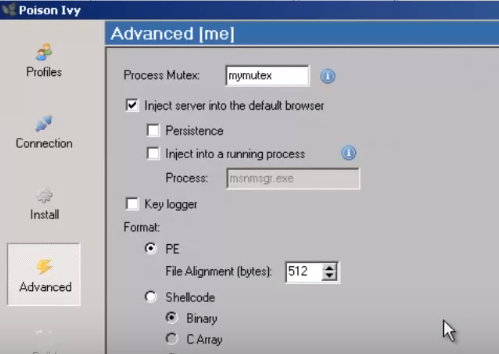 Poison Ivy
Advanced [me]
Profiles
Process Mutex: mymutex
Inject server into the default browser
Persistence
Connection
Inject into a running process
Process: msnmsgr.exe
Install
Key logger
Format:
PE
File Alignment (bytes): 512
Advanced
Shellcode
Binary
C Array